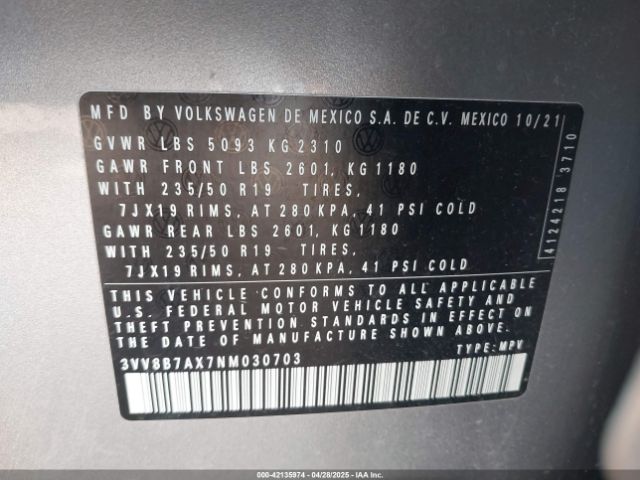 MFD BY VOLKSWAGEN DE MEXICO S.A. DE C.V. MEXICO 10/21
GVWR LBS 5093 KG 2310
GAWR FRONT LBS 2601, KG 1180
WITH 235/50 R19 TIRES,
7JX19 RIMS, AT 280 KPA, 41 PSI COLD
GAWR REAR LBS 2601, KG 1180
WITH 235/50 R19- TIRES,
7JX19 RIMS, AT 280 KPA, 41 PSI COLD
4124218 3710
THIS VEHICLE CONFORMS TO ALL APPLICABLE
U.S. FEDERAL MOTOR VEHICLE SAFETY AND
THEFT PREVENTION STANDARDS IN EFFECT ON
THE DATE OF MANUFACTURE SHOWN ABOVE.
3VV8B7AX7NM030703 TYPE: MPV
000-42135974 | 04/28/2025 | IAAI.COM